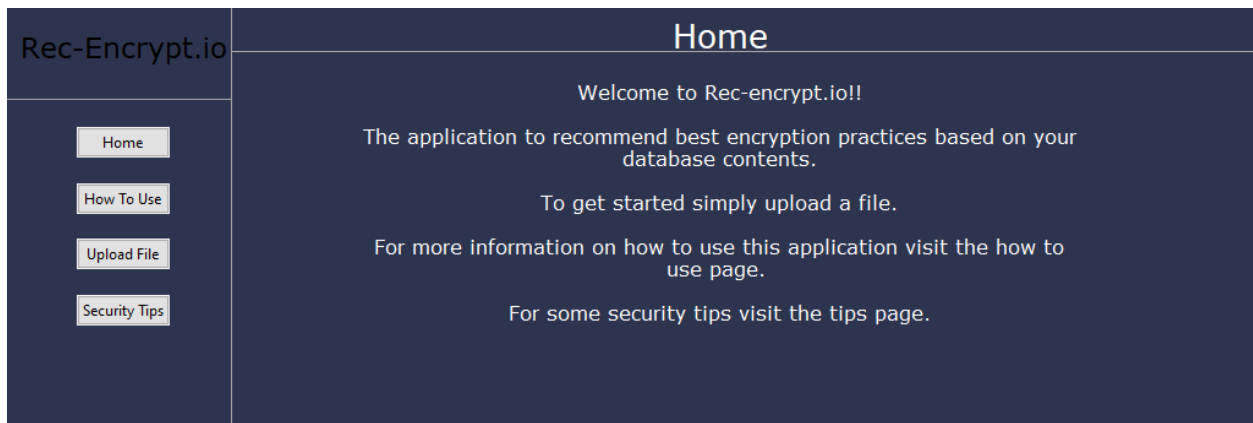 Rec-Encrypt.io
Home
How To Use
Upload File
Security Tips
Home
Welcome to Rec-encrypt.io!!
The application to recommend best encryption practices based on your
database contents.
To get started simply upload a file.
For more information on how to use this application visit the how to
use page.
For some security tips visit the tips page.